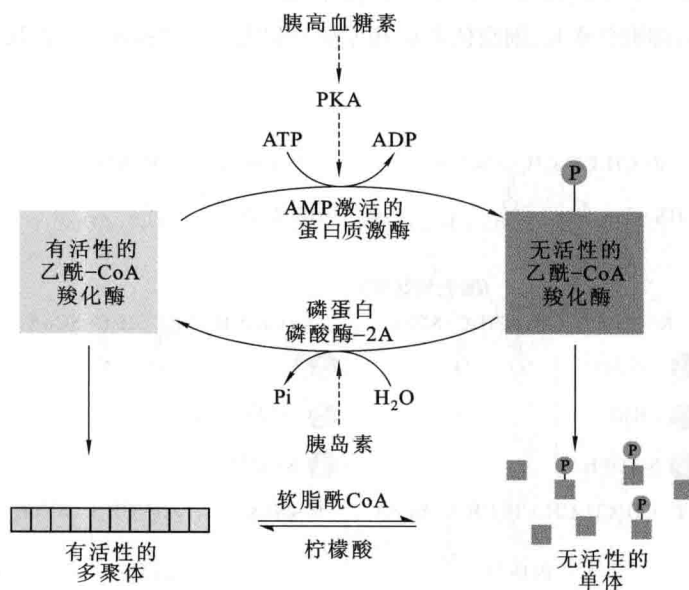 胰高血糖素
PKA
ATP
ADP
AMP激活的
蛋白质激酶
P
有活性的
乙酰-CoA
羧化酶
无活性的
乙酰-CoA
羧化酶
磷蛋白
磷酸酶-2A
Pi
H₂O
胰岛素
P
P
P
软脂酰CoA
柠檬酸
有活性的
多聚体
无活性的
单体